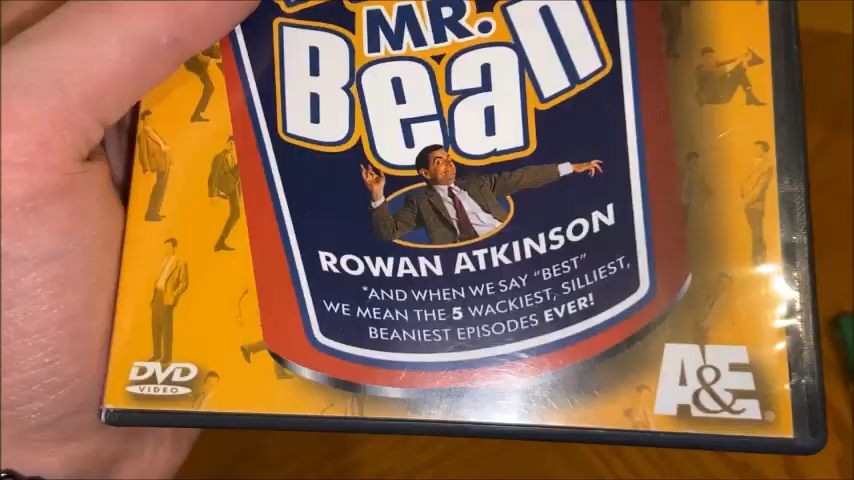 MR.
Bean
ROWAN ATKINSON
*AND WHEN WE SAY "BEST"
WE MEAN THE 5 WACKIEST, SILLIEST,
BEANIEST EPISODES EVER!
DVD
VIDEO
A&E